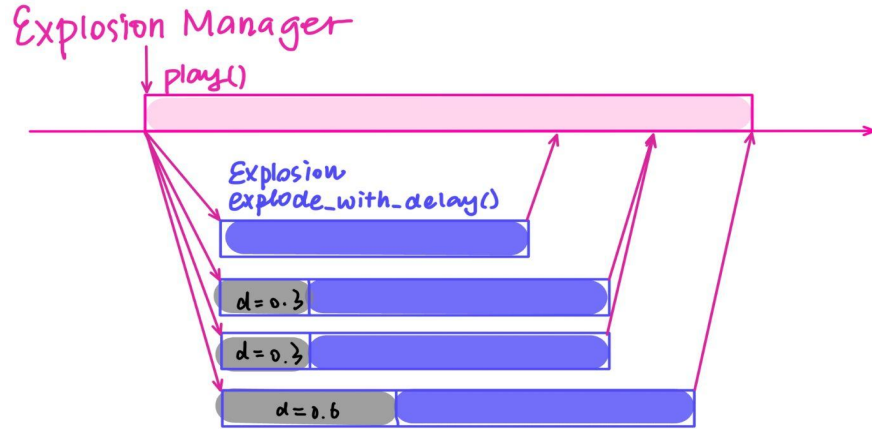 Explosion Manager
play()
Explosion
explode_with_delay()
d=0.3
d=0.3
d=0.6